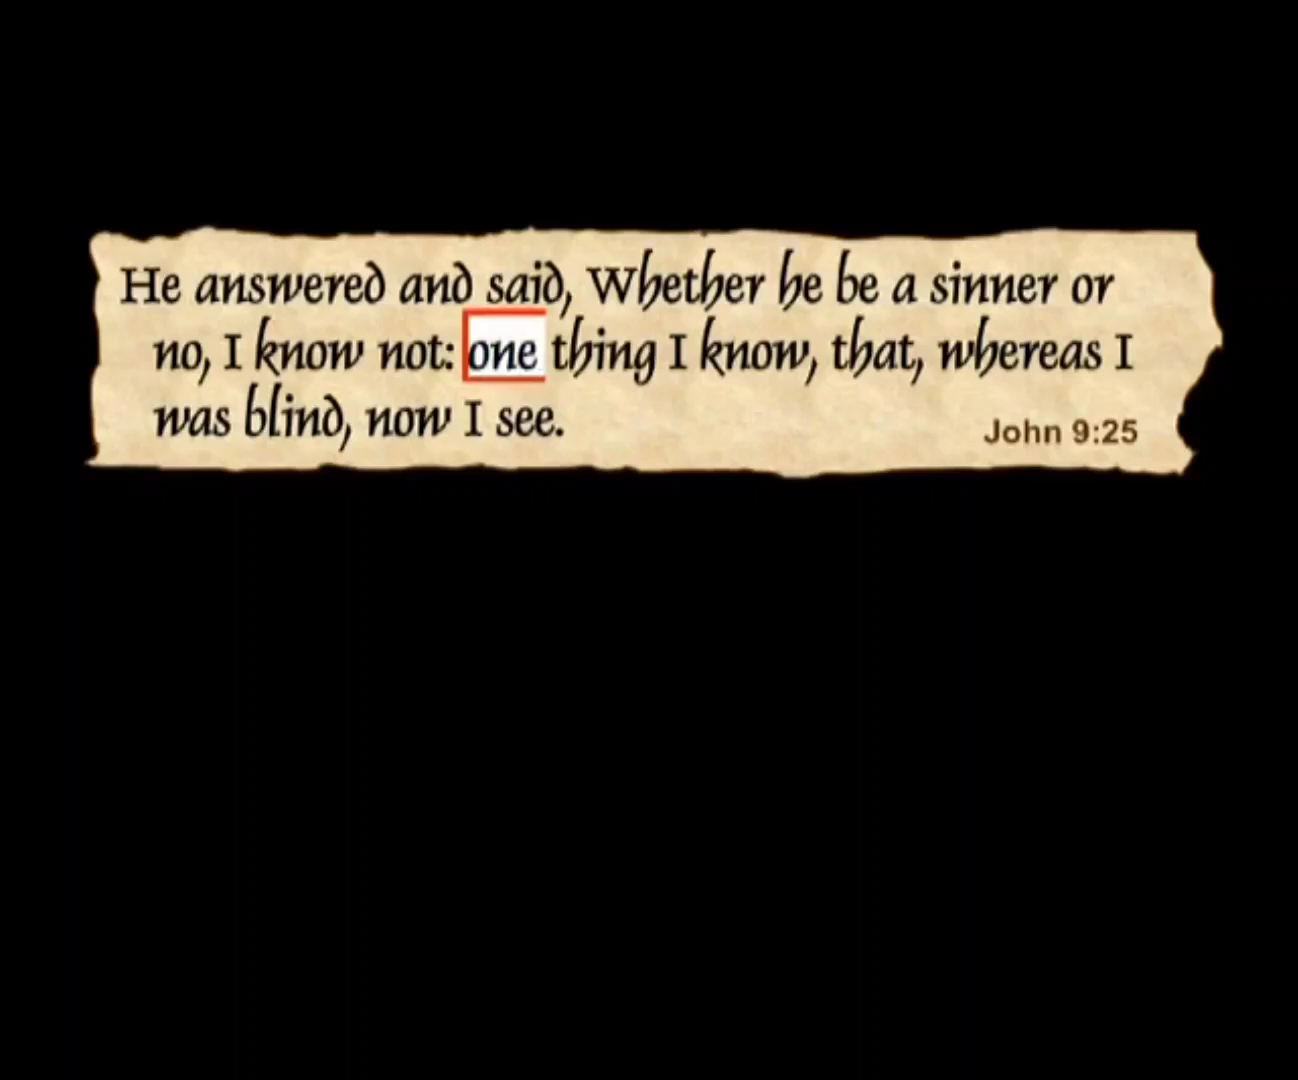 He answered and said, Whether he be a sinner or
no, I know not: one thing I know, that, whereas I
was blind, now I see.
John 9:25